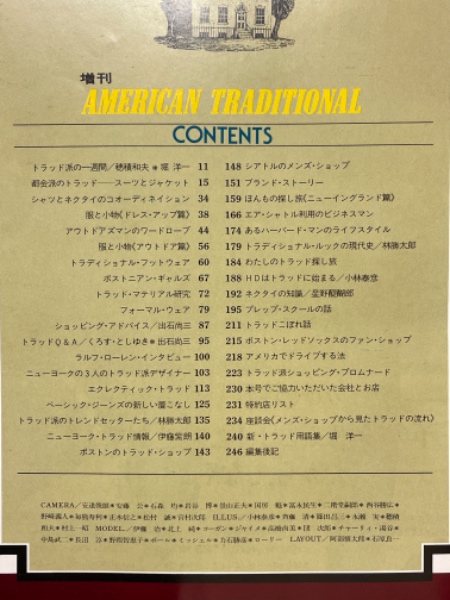 増刊
AMERICAN TRADITIONAL
CONTENTS
トラッド派の一週間／穂積和夫＊堀 洋一 11
都会派のトラッド——スーツとジャケット 15
シャツとネクタイのコーディネイション 34
服と小物《ドレス・アップ篇》 38
アウトドアズマンのワードローブ 44
服と小物《アウトドア篇》 56
トラディショナル・フットウェア 60
ボストニアン・ギャルズ 67
トラッド・マテリアル研究 72
フォーマル・ウェア 79
ショッピング・アドバイス／出石尚三 87
トラッドQ&A／くろす・としゆき＊出石尚三 95
ラルフ・ローレン・インタビュー 100
ニューヨークの3人のトラッド派デザイナー 103
エクレクティック・トラッド 113
ベーシック・ジーンズの新しい着こなし 125
トラッド派のトレンドセッターたち／林勝太郎 135
ニューヨーク・トラッド情報／伊藤笑朗 140
ボストンのトラッド・ショップ 143
148 シアトルのメンズ・ショップ
151 ブランド・ストーリー
159 ほんもの探し旅《ニューイングランド篇》
166 エア・シャトル利用のビジネスマン
174 あるハーバード・マンのライフスタイル
179 トラディショナル・ルックの現代史／林勝太郎
184 わたしのトラッド探し旅
188 HDはトラッドに始まる／小林泰彦
192 ネクタイの知識／星野醍醐郎
195 プレップ・スクールの話
211 トラッドこぼれ話
215 ボストン・レッドソックスのファン・ショップ
218 アメリカでドライブする法
223 トラッド派ショッピング・プロムナード
230 本号でご協力いただいた会社とお店
231 特約店リスト
234 座談会《メンズ・ショップから見たトラッドの流れ》
240 新・トラッド用語集／堀 洋一
246 編集後記
CAMERA／
ILLUS.／小林泰彦
MODEL／
LAYOUT／